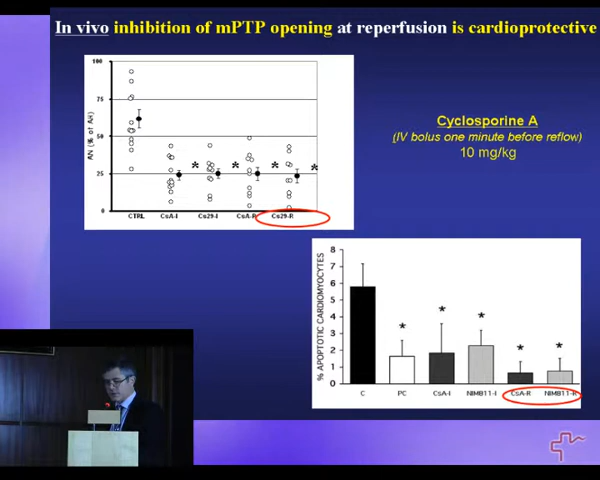 In vivo inhibition of mPTP opening at reperfusion is cardioprotective
100
75
50
25
0
AN (% of AR)
*
*
*
*
CTRL
CsA-I
Cs29-I
CsA-R
Cs29-R
Cyclosporine A
(IV bolus one minute before reflow)
10 mg/kg
8
7
6
5
4
3
2
1
0
% APOPTOTIC CARDIOMYOCYTES
*
*
*
*
*
C
PC
CsA-I
NIM811-I
CsA-R
NIM811-R